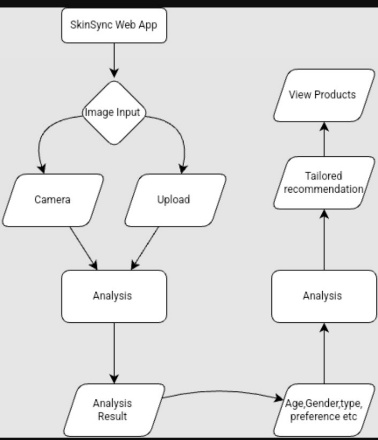 SkinSync Web App
Image Input
Camera
Upload
Analysis
Analysis
Result
Age,Gender,type,
preference etc
Analysis
Tailored
recommendation
View Products